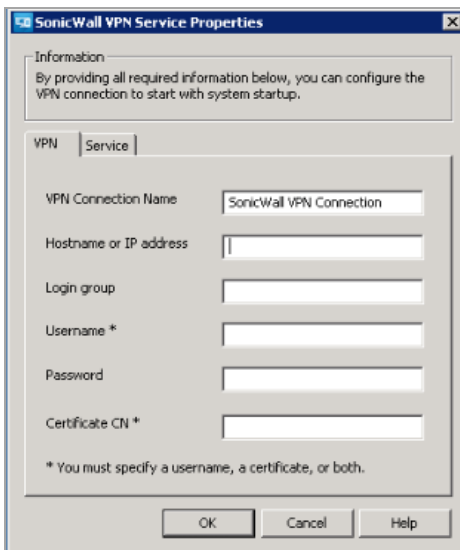 SonicWall VPN Service Properties
Information
By providing all required information below, you can configure the
VPN connection to start with system startup.
VPN Service
VPN Connection Name SonicWall VPN Connection
Hostname or IP address
Login group
Username *
Password
Certificate CN *
* You must specify a username, a certificate, or both.
OK Cancel Help